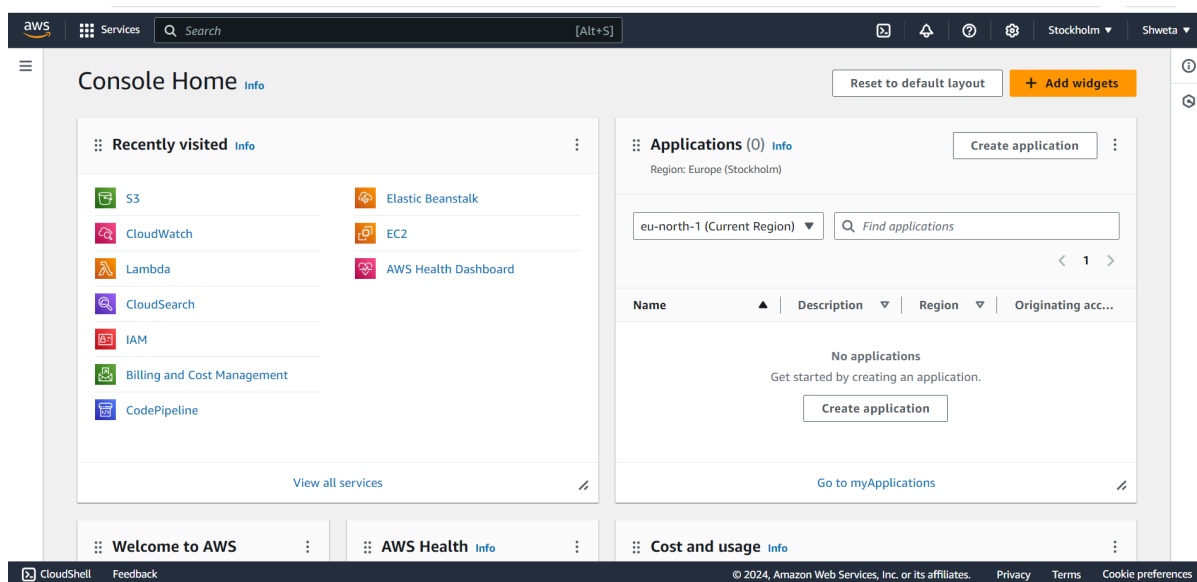 aws Services Search [Alt+S] Stockholm ▼ Shweta ▼
Console Home Info
Reset to default layout
+ Add widgets
Recently visited Info
S3
CloudWatch
Lambda
CloudSearch
IAM
Billing and Cost Management
CodePipeline
Elastic Beanstalk
EC2
AWS Health Dashboard
View all services
Applications (0) Info
Create application
Region: Europe (Stockholm)
eu-north-1 (Current Region) ▼ Find applications
< 1 >
Name ▲ Description ▽ Region ▽ Originating acc...
No applications
Get started by creating an application.
Create application
Go to myApplications
Welcome to AWS
AWS Health Info
Cost and usage Info
CloudShell Feedback © 2024, Amazon Web Services, Inc. or its affiliates. Privacy Terms Cookie preferences